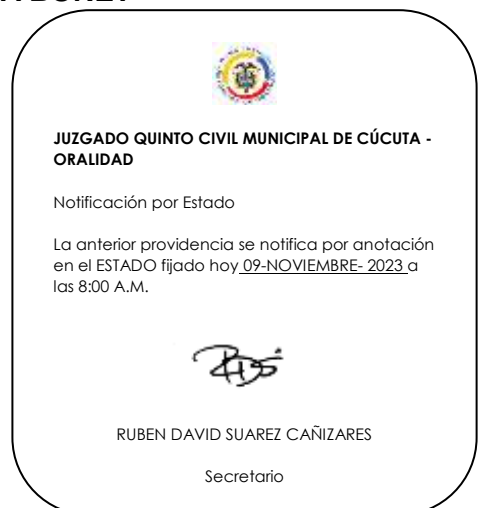 JUZGADO QUINTO CIVIL MUNICIPAL DE CÚCUTA -
ORALIDAD
Notificación por Estado
La anterior providencia se notifica por anotación
en el ESTADO fijado hoy 09-NOVIEMBRE- 2023 a
las 8:00 A.M.
RUBEN DAVID SUAREZ CAÑIZARES
Secretario